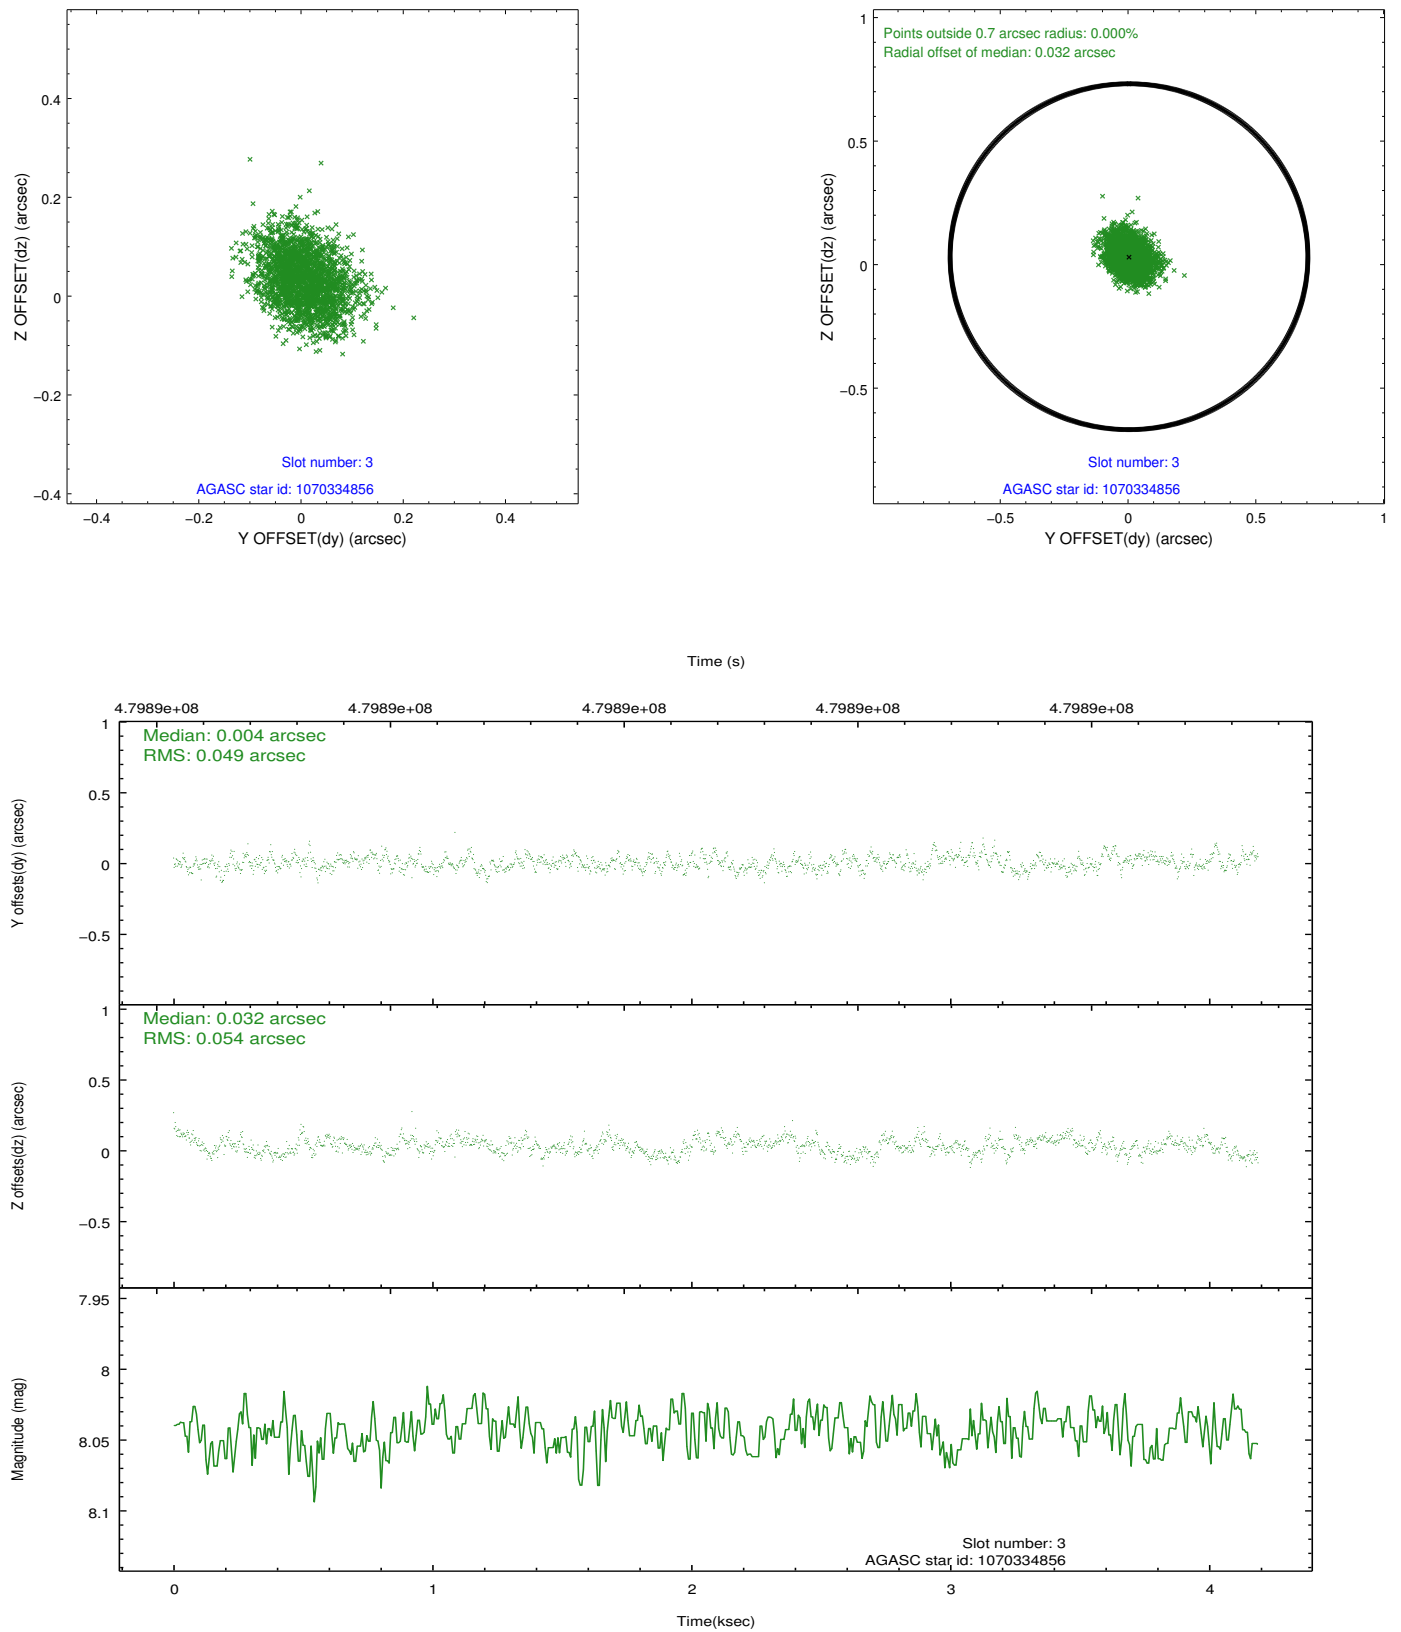 0.4
0.2
0
−0.2
−0.4
Z OFFSET(dz) (arcsec)
Slot number: 3
AGASC star id: 1070334856
−0.4 −0.2 0 0.2 0.4
Y OFFSET(dy) (arcsec)
Points outside 0.7 arcsec radius: 0.000%
Radial offset of median: 0.032 arcsec
1
0.5
0
−0.5
Z OFFSET(dz) (arcsec)
Slot number: 3
AGASC star id: 1070334856
−0.5 0 0.5 1
Y OFFSET(dy) (arcsec)
Time (s)
4.7989e+08 4.7989e+08 4.7989e+08 4.7989e+08 4.7989e+08
Median: 0.004 arcsec
RMS: 0.049 arcsec
1
0.5
0
−0.5
Y offsets(dy) (arcsec)
Median: 0.032 arcsec
RMS: 0.054 arcsec
1
0.5
0
−0.5
Z offsets(dz) (arcsec)
7.95
8
8.05
8.1
Magnitude (mag)
Slot number: 3
AGASC star id: 1070334856
0 1 2 3 4
Time(ksec)